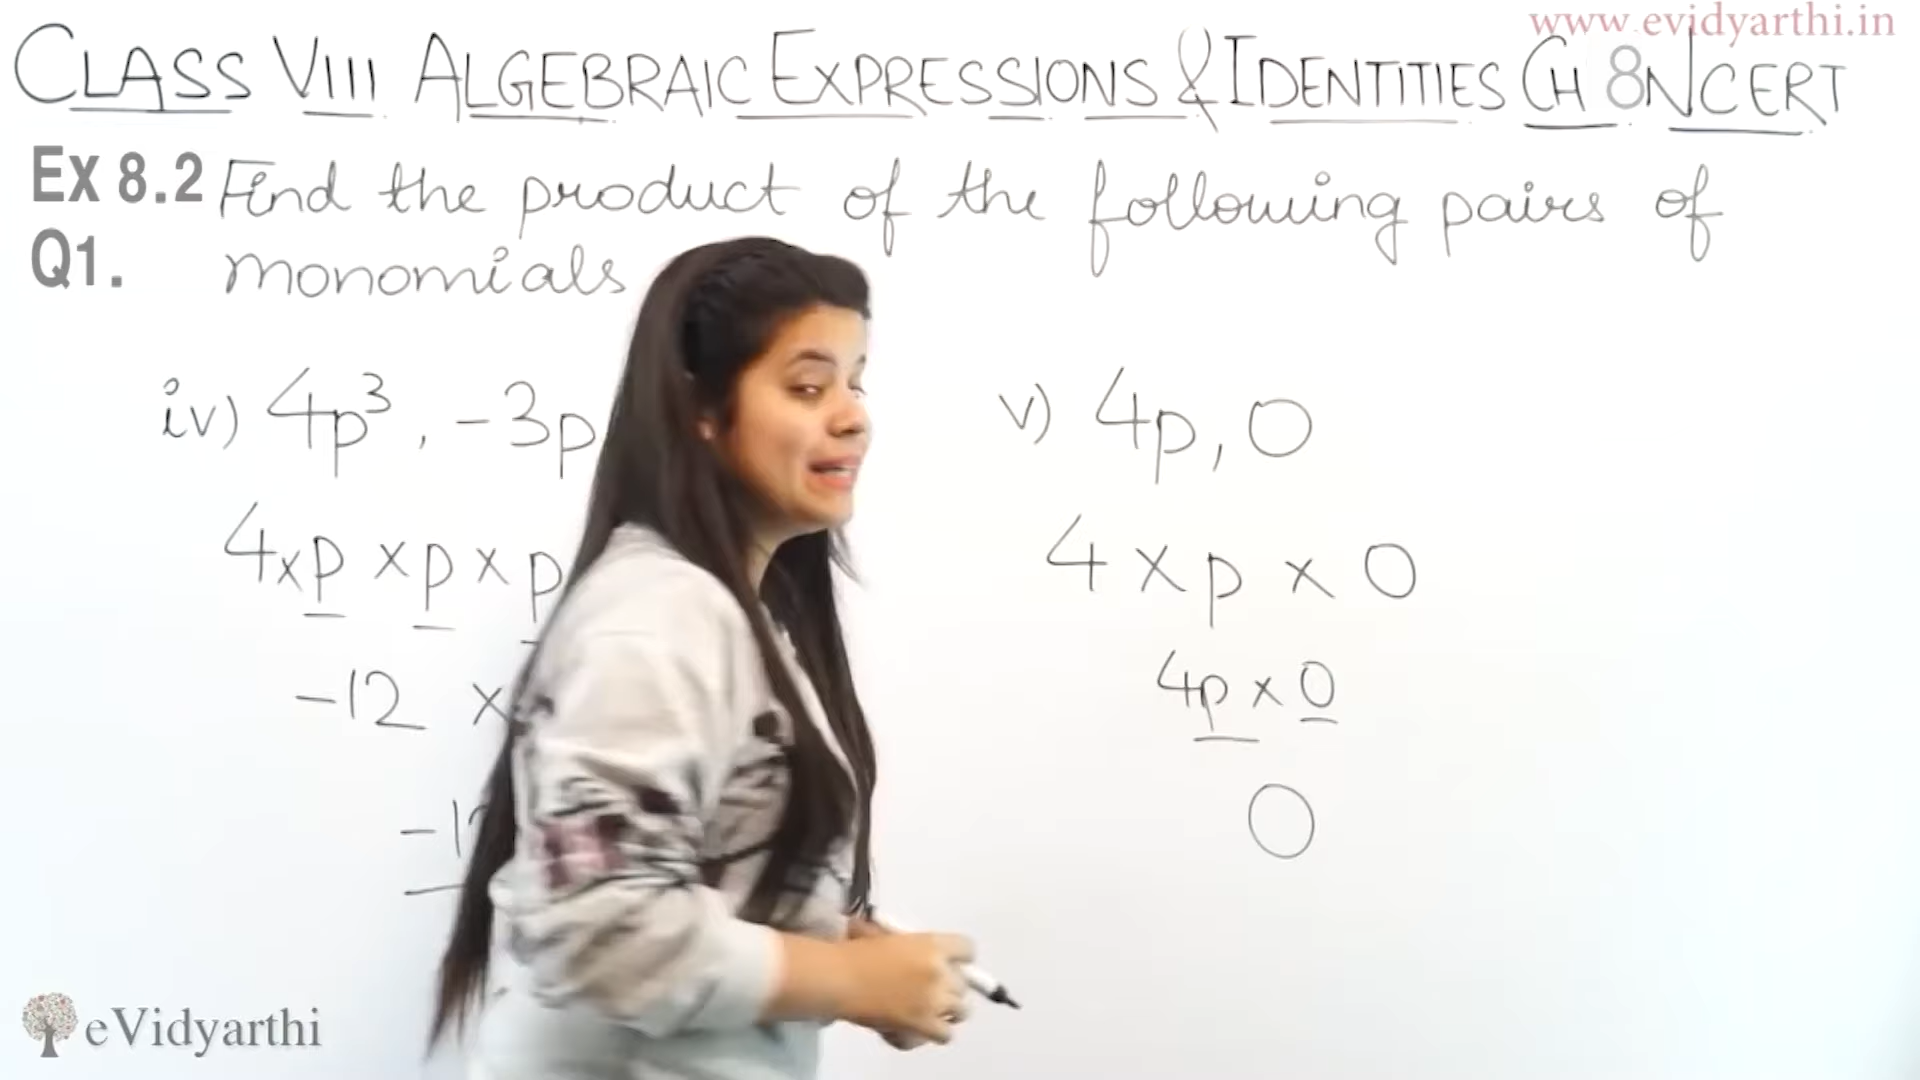 www.evidyarthi.in
CLASS VIII ALGEBRAIC EXPRESSIONS & IDENTITIES CH 8 NCERT
Ex 8.2 Find the product of the following pairs of
Q1. monomials
iv) 4p³, -3p
4 × p × p × p
-12 ×
v) 4p, 0
4 × p × 0
4p × 0
0
eVidyarthi